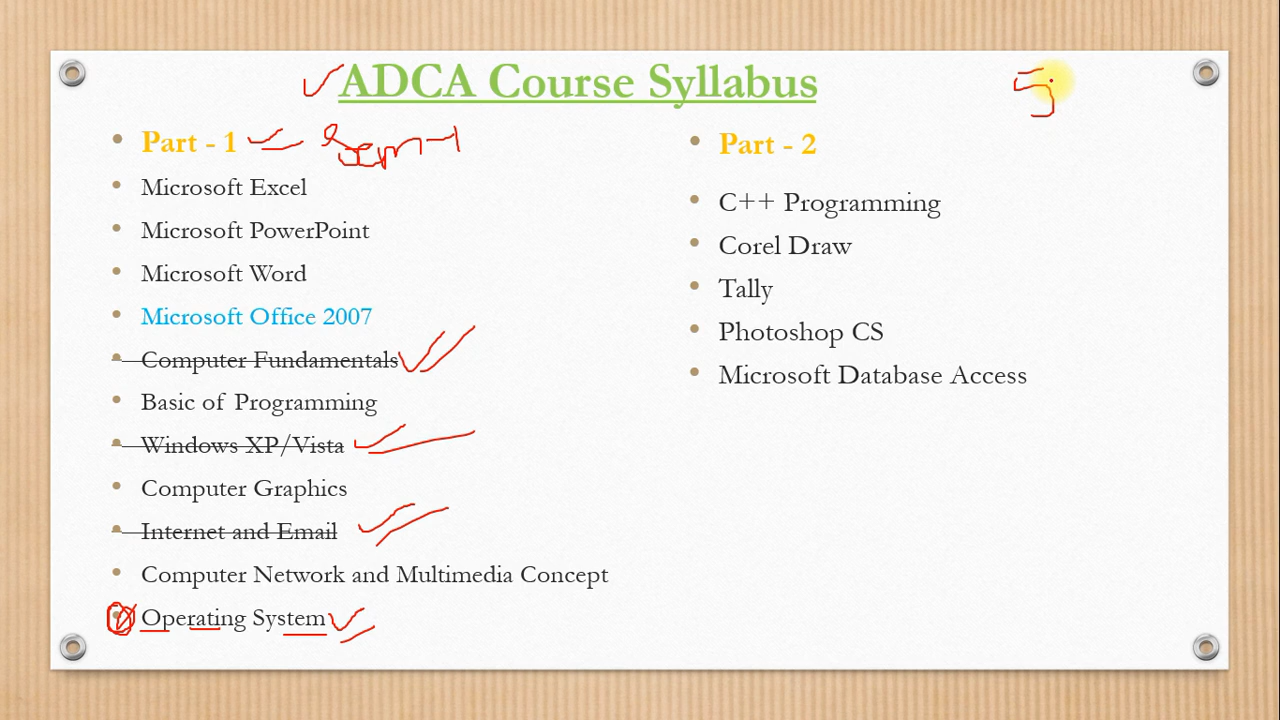 ADCA Course Syllabus
Part - 1 Sem-1
Microsoft Excel
Microsoft PowerPoint
Microsoft Word
Microsoft Office 2007
Computer Fundamentals
Basic of Programming
Windows XP/Vista
Computer Graphics
Internet and Email
Computer Network and Multimedia Concept
Operating System
Part - 2
C++ Programming
Corel Draw
Tally
Photoshop CS
Microsoft Database Access